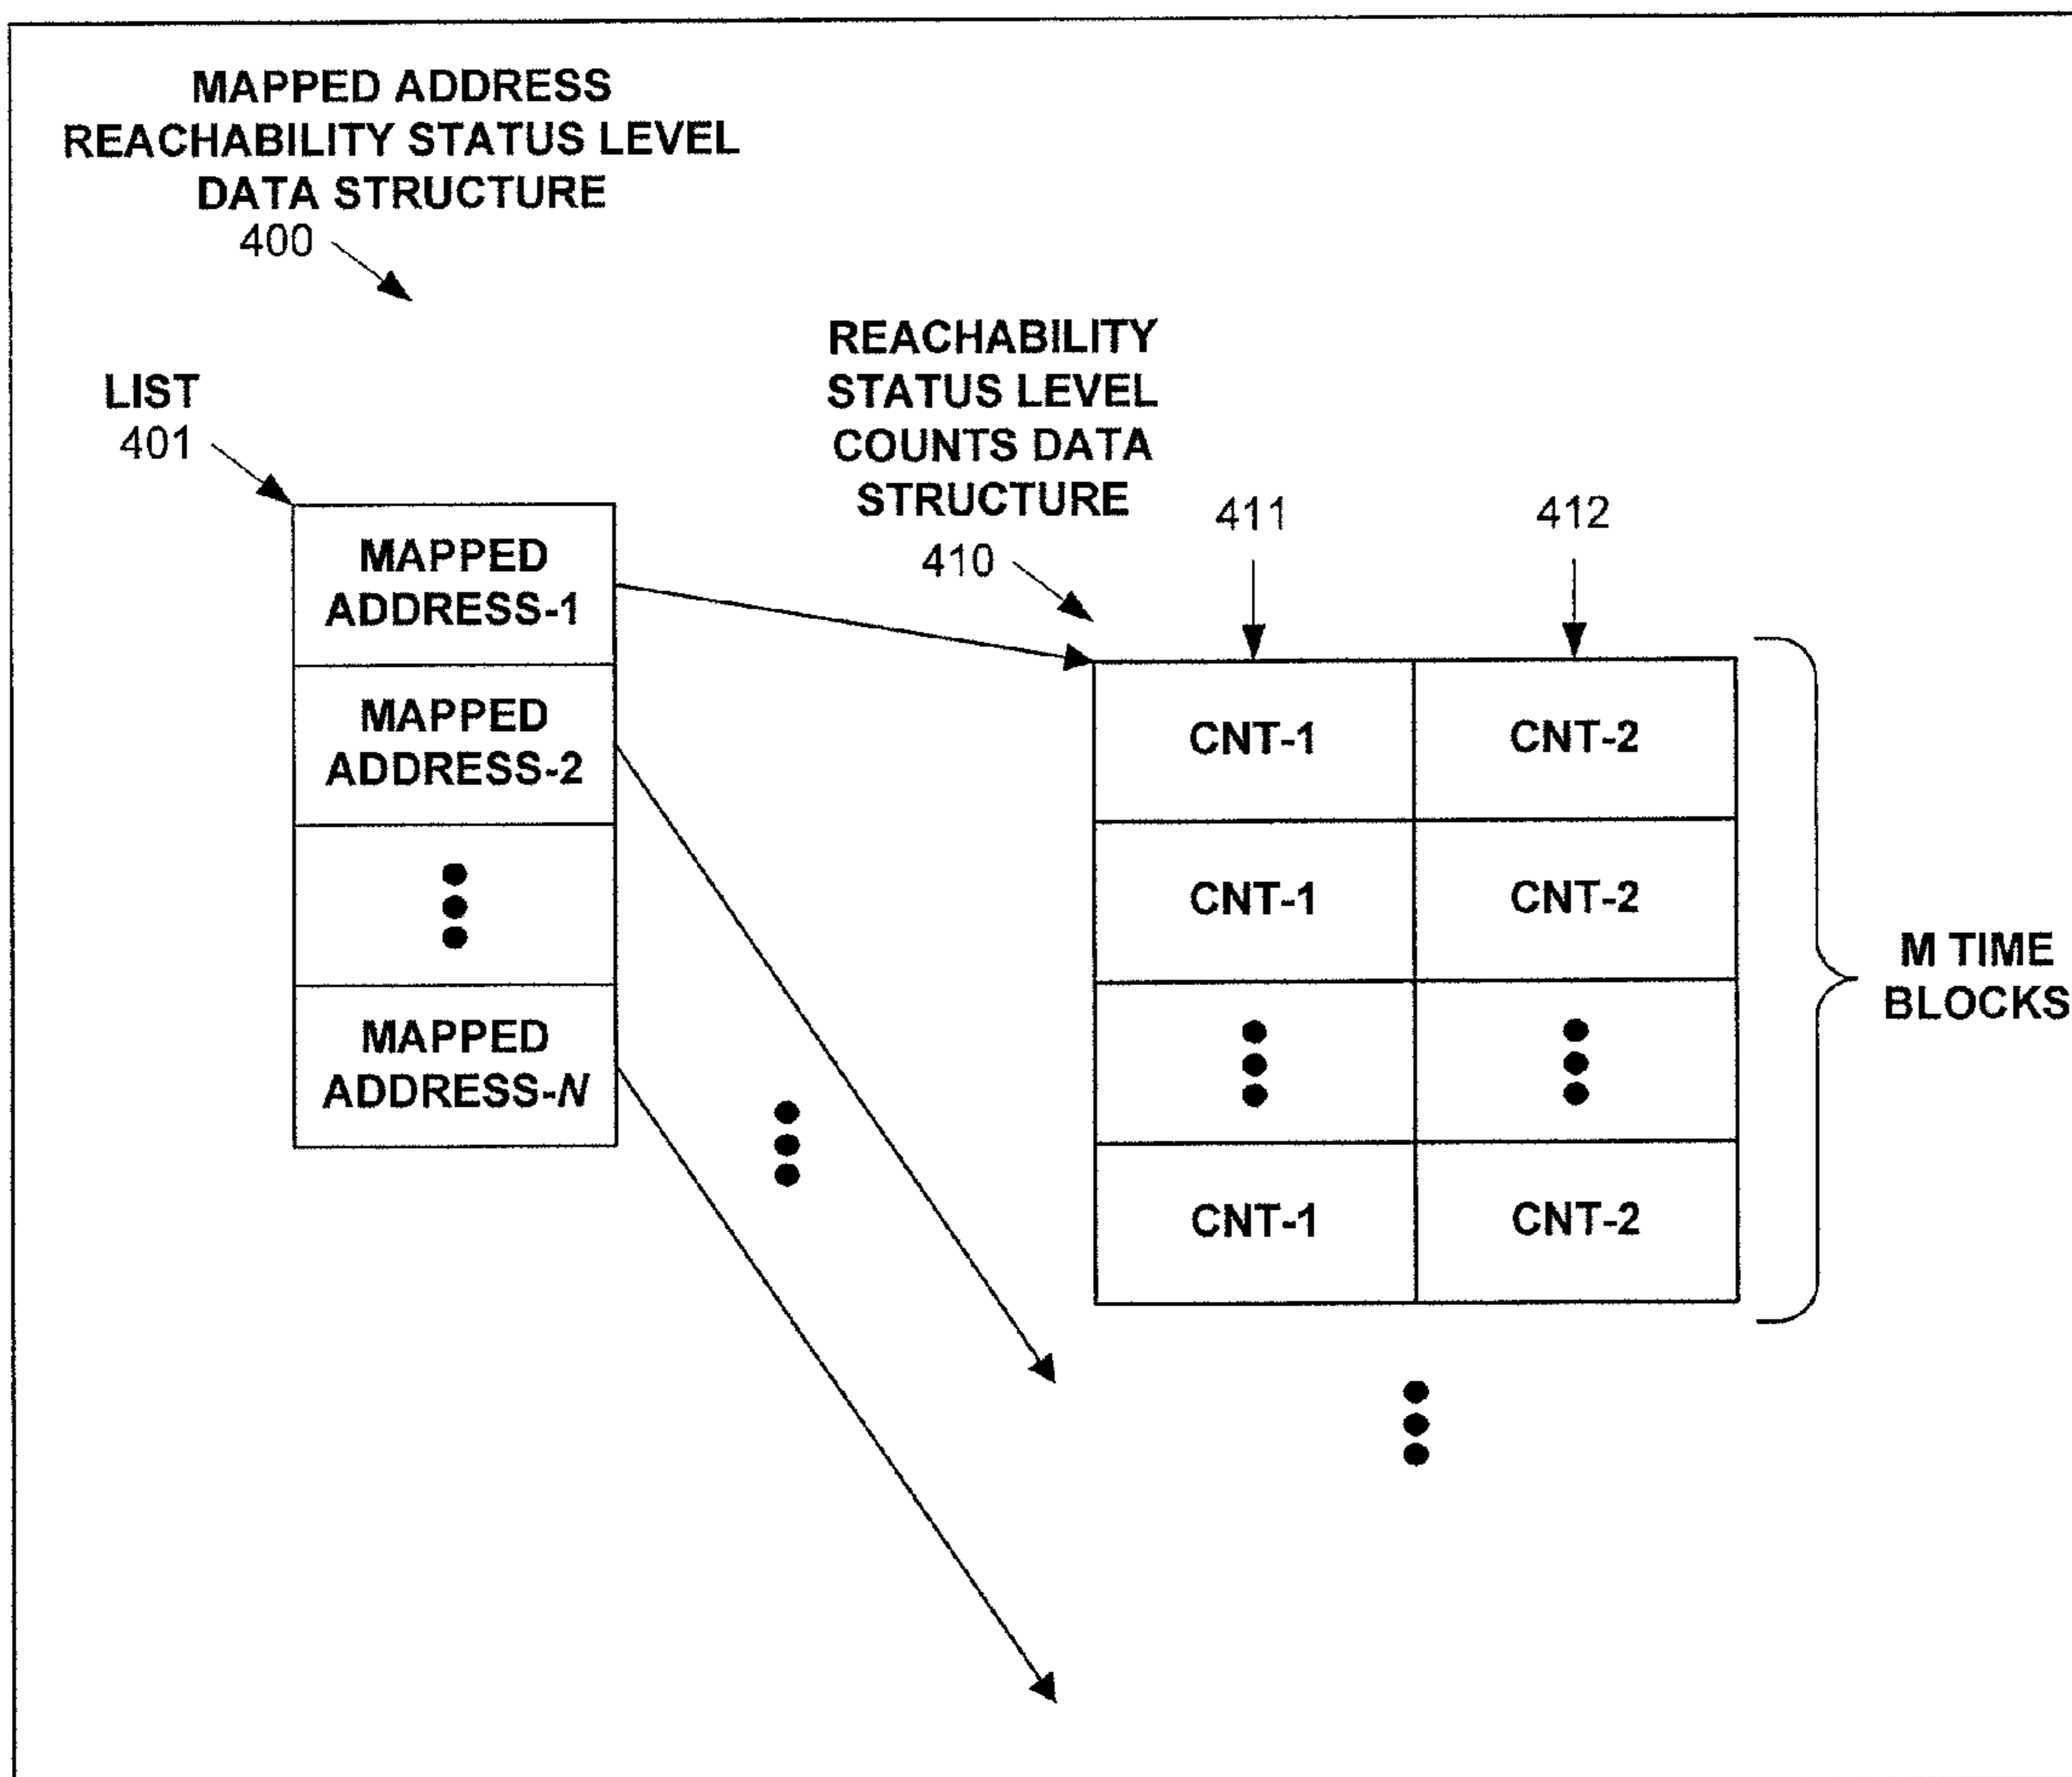 MAPPED ADDRESS
REACHABILITY STATUS LEVEL
DATA STRUCTURE
400
LIST
401
MAPPED
ADDRESS-1
MAPPED
ADDRESS-2
MAPPED
ADDRESS-N
REACHABILITY
STATUS LEVEL
COUNTS DATA
STRUCTURE
410
411
412
CNT-1
CNT-2
CNT-1
CNT-2
CNT-1
CNT-2
M TIME
BLOCKS